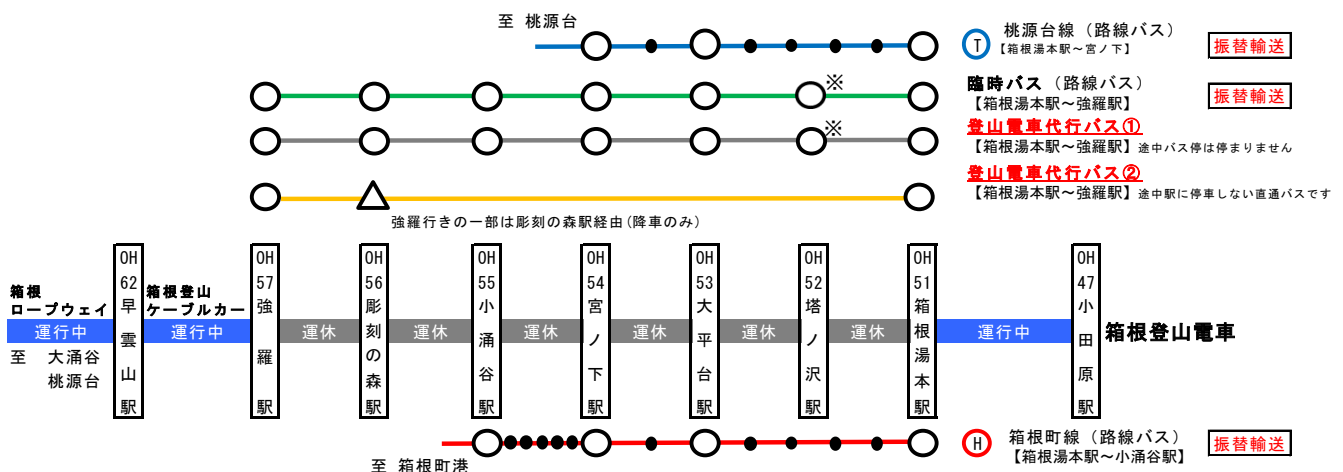 至 桃源台
T
桃源台線（路線バス）
【箱根湯本駅～宮ノ下】
振替輸送
※
臨時バス（路線バス）
【箱根湯本駅～強羅駅】
振替輸送
※
登山電車代行バス①
【箱根湯本駅～強羅駅】途中バス停は停まりません
登山電車代行バス②
【箱根湯本駅～強羅駅】途中駅に停車しない直通バスです
強羅行きの一部は彫刻の森駅経由(降車のみ)
箱根
ロープウェイ
運行中
至 大涌谷
桃源台
OH
62
早雲山駅
箱根登山
ケーブルカー
運行中
OH
57
強羅駅
運休
OH
56
彫刻の森駅
運休
OH
55
小涌谷駅
運休
OH
54
宮ノ下駅
運休
OH
53
大平台駅
運休
OH
52
塔ノ沢駅
運休
OH
51
箱根湯本駅
運行中
OH
47
小田原駅
箱根登山電車
至 箱根町港
H
箱根町線（路線バス）
【箱根湯本駅～小涌谷駅】
振替輸送